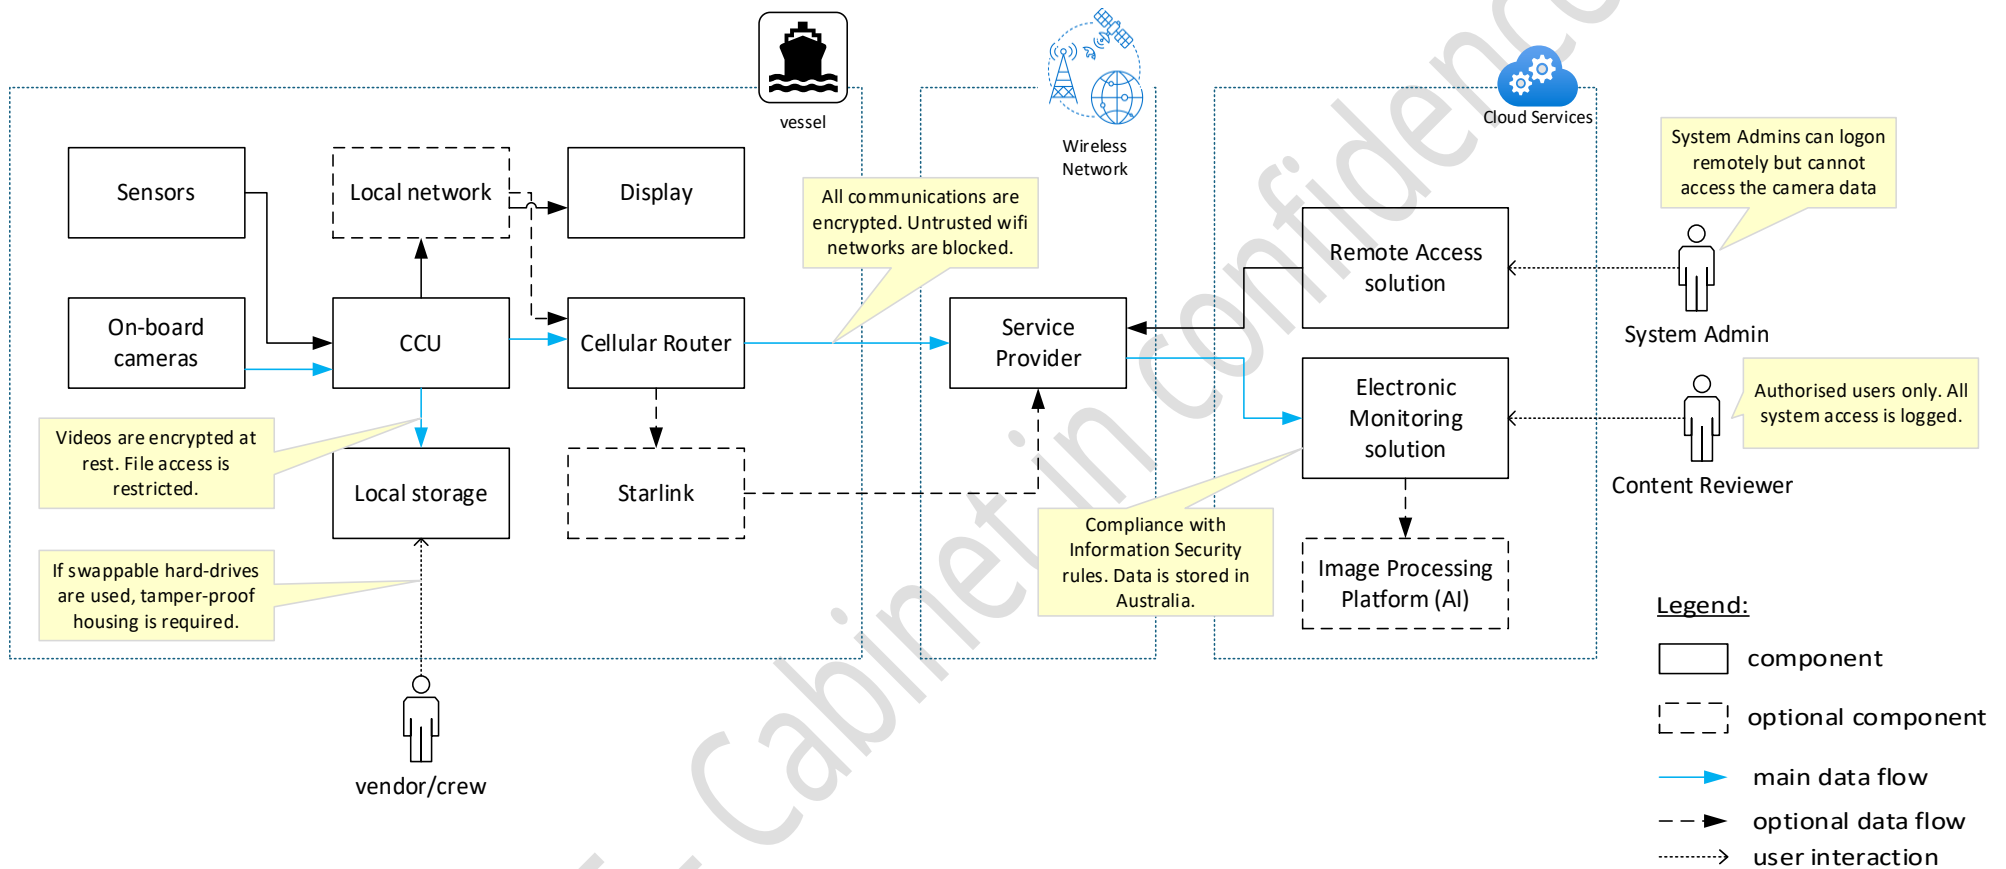 vessel
Wireless
Network
Cloud Services
Sensors
Local network
Display
On-board
cameras
CCU
Cellular Router
Local storage
Starlink
Videos are encrypted at
rest. File access is
restricted.
If swappable hard-drives
are used, tamper-proof
housing is required.
vendor/crew
All communications are
encrypted. Untrusted wifi
networks are blocked.
Service
Provider
Remote Access
solution
Electronic
Monitoring
solution
Compliance with
Information Security
rules. Data is stored in
Australia.
Image Processing
Platform (AI)
System Admins can logon
remotely but cannot
access the camera data
System Admin
Authorised users only. All
system access is logged.
Content Reviewer
Legend:
component
optional component
main data flow
optional data flow
user interaction
Cabinet in confidence